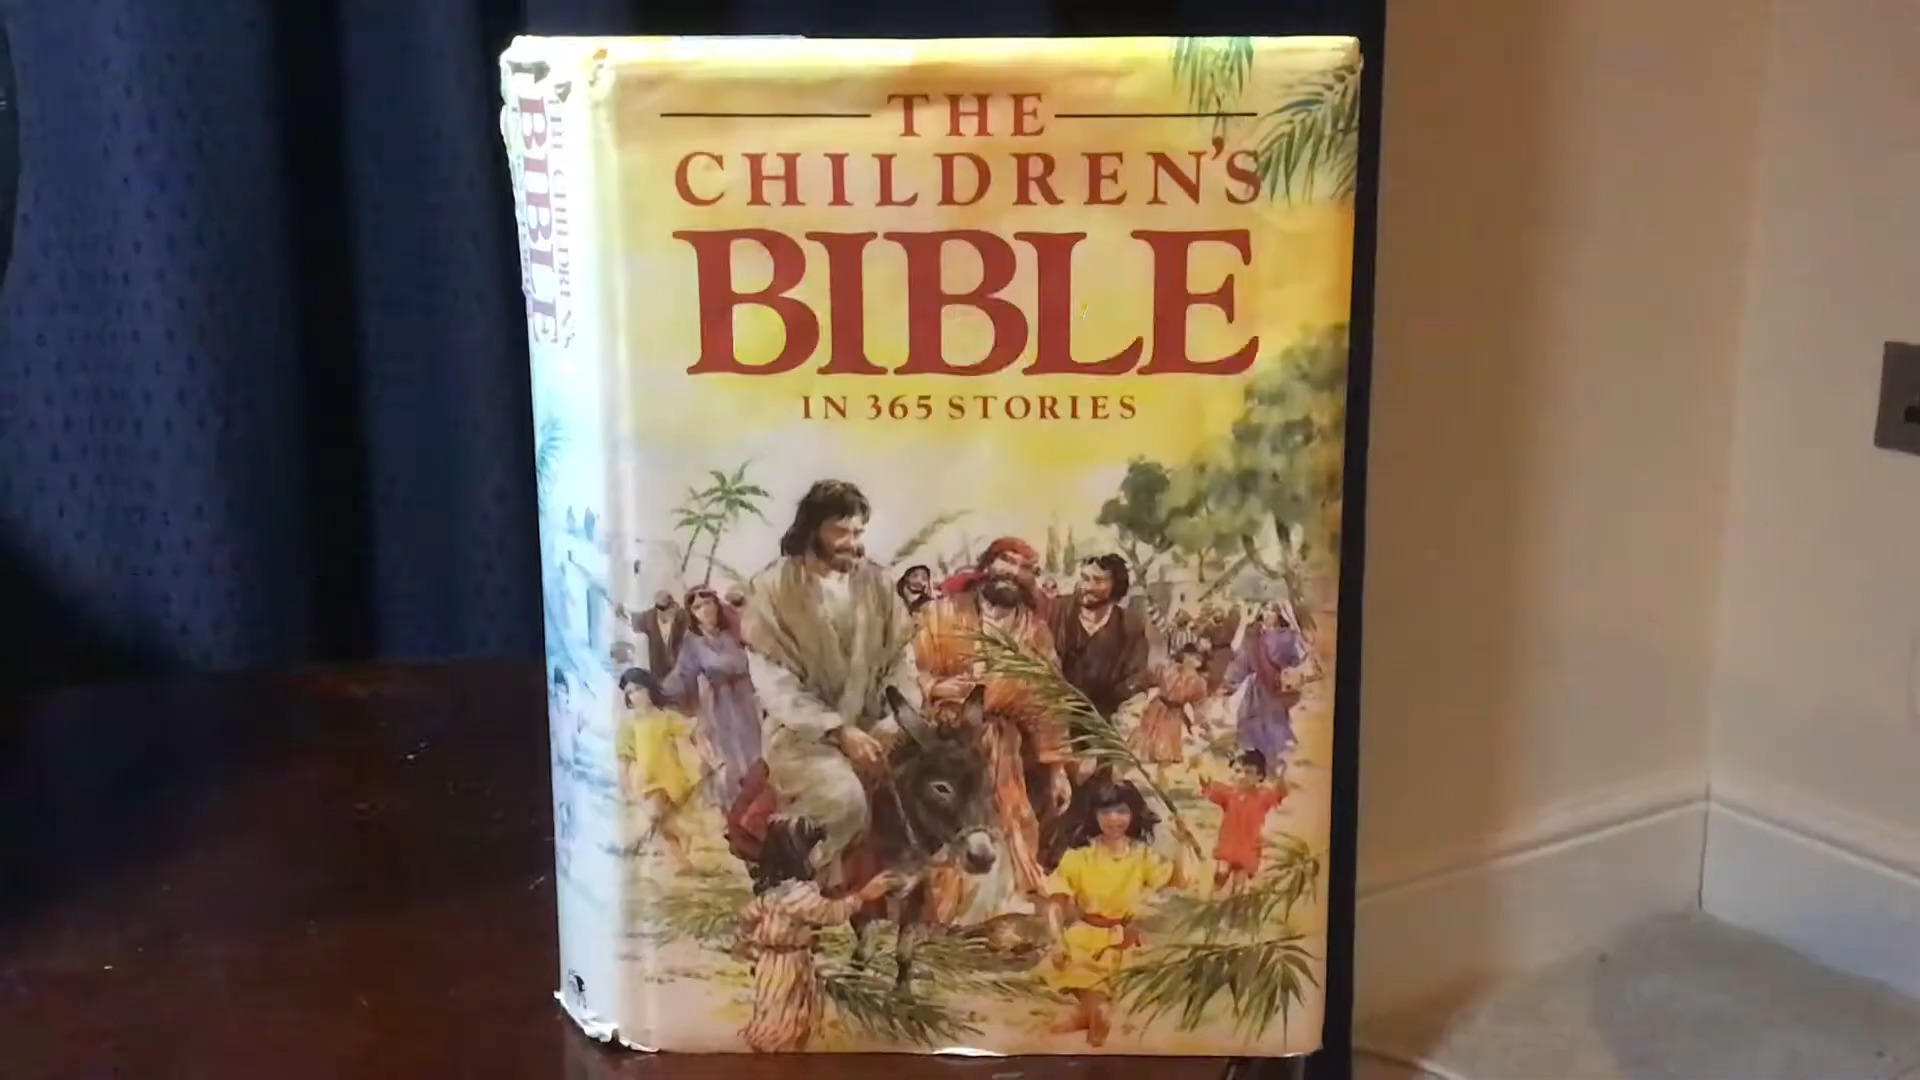 THE
CHILDREN'S
BIBLE
IN 365 STORIES
THE CHILDREN'S
BIBLE